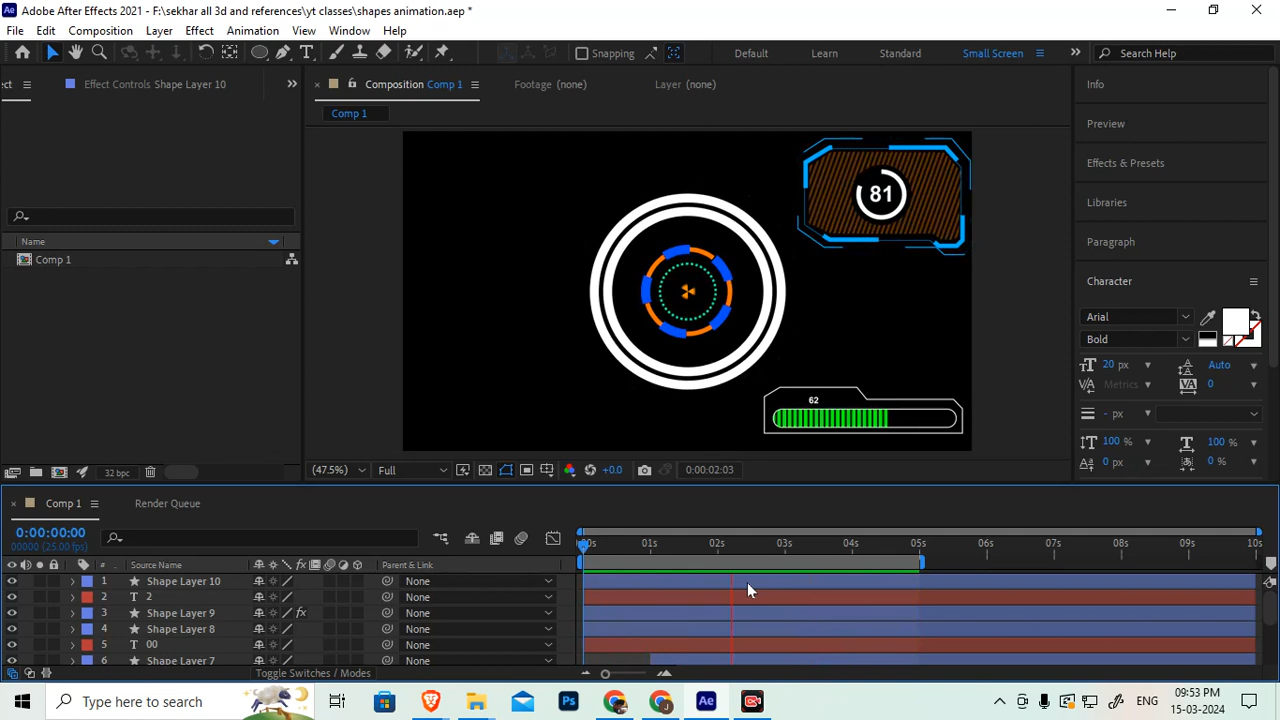 Adobe After Effects 2021 - C:\sekhar all 3d and references\yt classes\shapes animation.aep *
File Edit Composition Layer Effect Animation View Window Help
Snapping Default Learn Standard Small Screen Search Help
Effect Controls Shape Layer 10
Composition Comp 1 Footage (none) Layer (none)
Comp 1
Name
Comp 1
32 bpc
81
62
(47.5%) Full +0.0 0:00:02:03
Info
Preview
Effects & Presets
Libraries
Paragraph
Character
Arial
Bold
20 px Auto
Metrics 0
- px
100 % 100 %
0 px 0 %
Comp 1 Render Queue
0:00:00:00
00000 (25.00 fps)
01s 02s 03s 04s 05s 06s 07s 08s 09s 10s
# Source Name Parent & Link
1 Shape Layer 10 None
2 T 2 None
3 Shape Layer 9 fx None
4 Shape Layer 8 None
5 T 00 None
6 Shape Layer 7 None
Toggle Switches / Modes
Type here to search
Ps
Ae
ENG
09:53 PM
15-03-2024